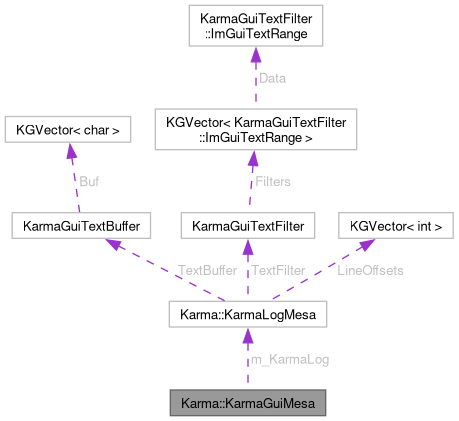 KarmaGuiTextFilter
::ImGuiTextRange
Data
KGVector< char >
KGVector< KarmaGuiTextFilter
::ImGuiTextRange >
Buf
Filters
KarmaGuiTextBuffer
KarmaGuiTextFilter
KGVector< int >
TextBuffer
TextFilter
LineOffsets
Karma::KarmaLogMesa
m_KarmaLog
Karma::KarmaGuiMesa